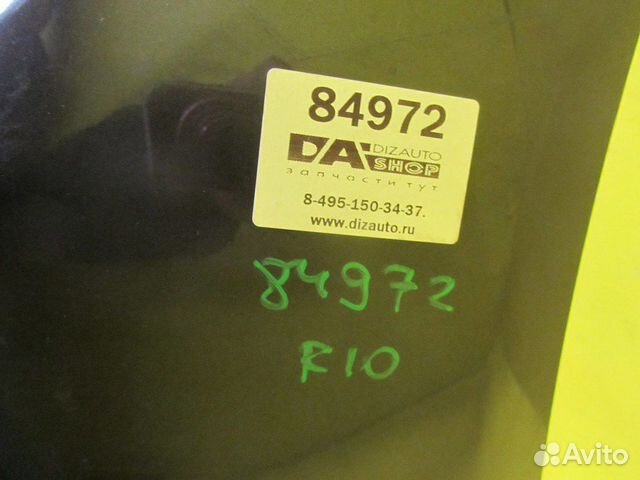 84972
DA DIZAUTO
SHOP
запчасти тут
8-495-150-34-37.
www.dizauto.ru
84972
R10
Avito